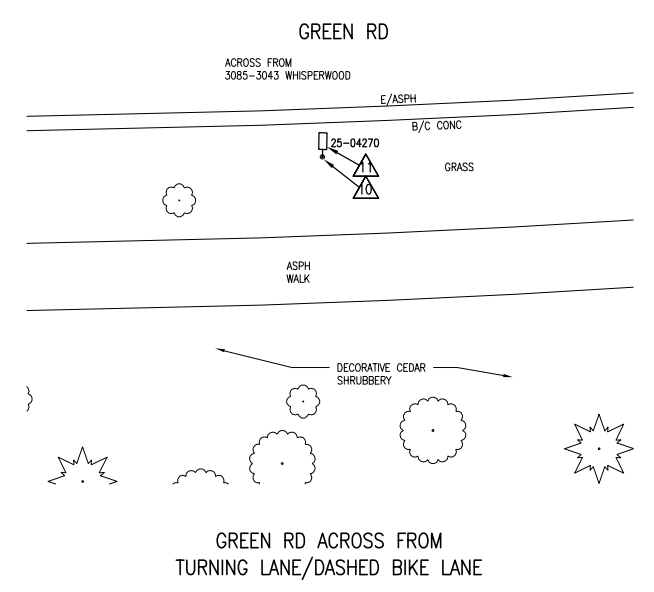 GREEN RD
ACROSS FROM
3085-3043 WHISPERWOOD
E/ASPH
B/C CONC
25-04270
11
GRASS
10
ASPH
WALK
DECORATIVE CEDAR
SHRUBBERY
GREEN RD ACROSS FROM
TURNING LANE/DASHED BIKE LANE